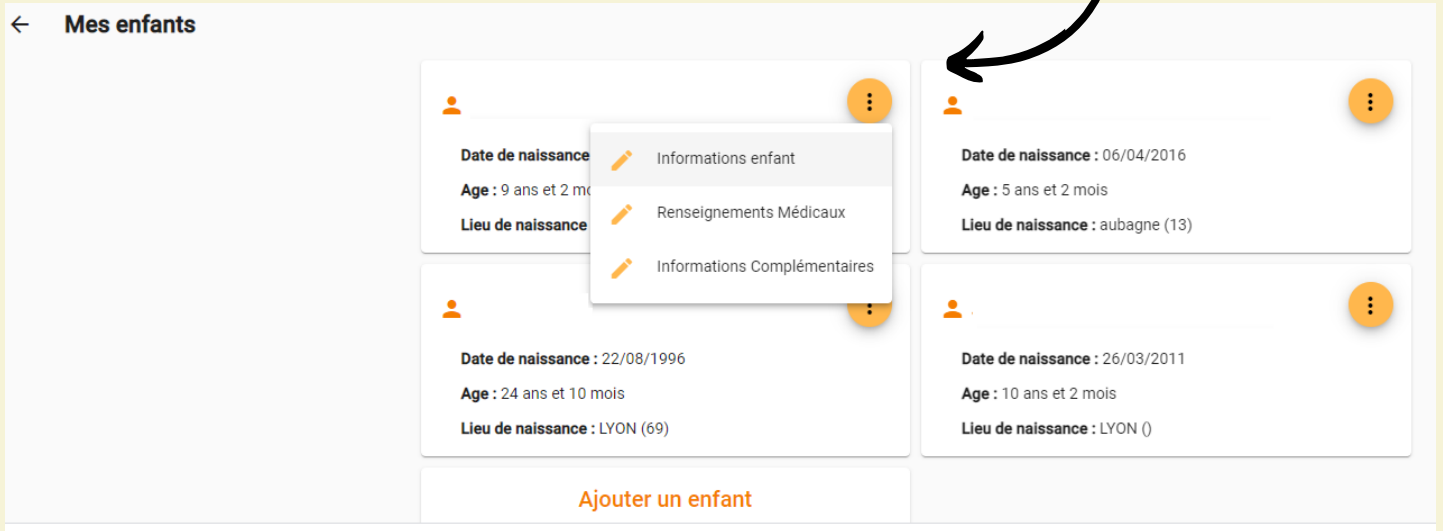 Mes enfants
Date de naissance
Age : 9 ans et 2 mo
Lieu de naissance
Informations enfant
Renseignements Médicaux
Informations Complémentaires
Date de naissance : 06/04/2016
Age : 5 ans et 2 mois
Lieu de naissance : aubagne (13)
Date de naissance : 22/08/1996
Age : 24 ans et 10 mois
Lieu de naissance : LYON (69)
Date de naissance : 26/03/2011
Age : 10 ans et 2 mois
Lieu de naissance : LYON ()
Ajouter un enfant